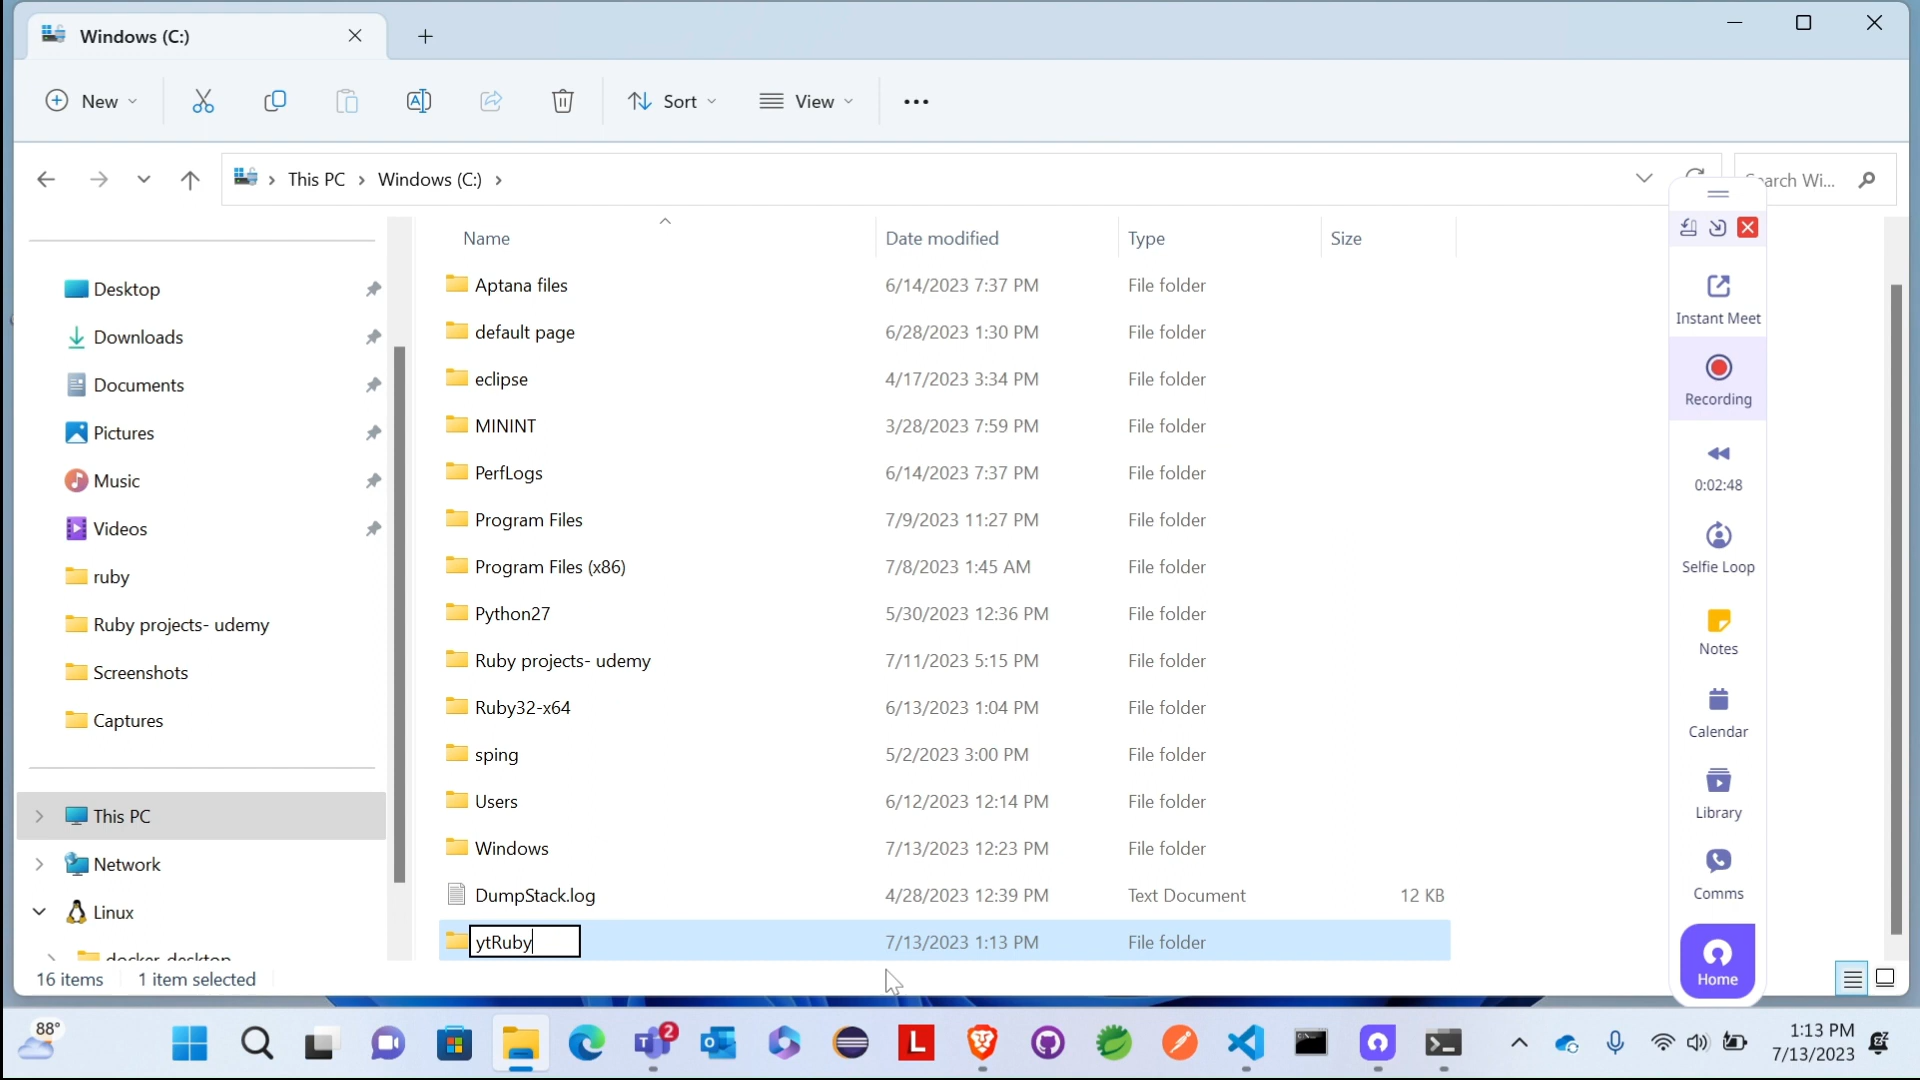 Windows (C:)
New
Sort
View
This PC > Windows (C:) >
earch Wi...
Name
Date modified
Type
Size
Desktop
Downloads
Documents
Pictures
Music
Videos
ruby
Ruby projects- udemy
Screenshots
Captures
This PC
Network
Linux
docker-desktop
Aptana files 6/14/2023 7:37 PM File folder
default page 6/28/2023 1:30 PM File folder
eclipse 4/17/2023 3:34 PM File folder
MININT 3/28/2023 7:59 PM File folder
PerfLogs 6/14/2023 7:37 PM File folder
Program Files 7/9/2023 11:27 PM File folder
Program Files (x86) 7/8/2023 1:45 AM File folder
Python27 5/30/2023 12:36 PM File folder
Ruby projects- udemy 7/11/2023 5:15 PM File folder
Ruby32-x64 6/13/2023 1:04 PM File folder
sping 5/2/2023 3:00 PM File folder
Users 6/12/2023 12:14 PM File folder
Windows 7/13/2023 12:23 PM File folder
DumpStack.log 4/28/2023 12:39 PM Text Document 12 KB
ytRuby 7/13/2023 1:13 PM File folder
16 items
1 item selected
Instant Meet
Recording
0:02:48
Selfie Loop
Notes
Calendar
Library
Comms
Home
88°
2
L
1:13 PM
7/13/2023